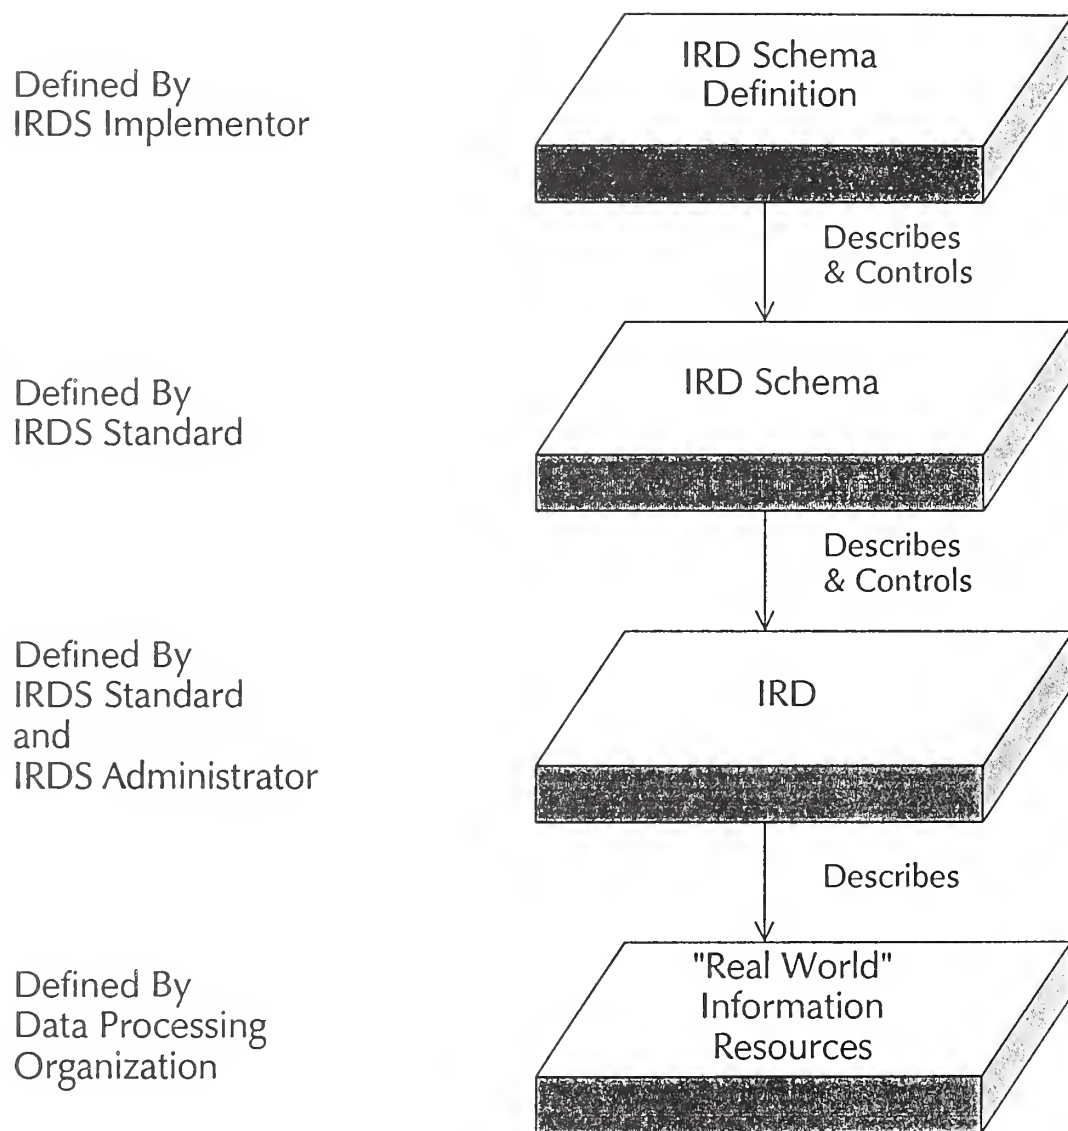 Defined By
IRDS Implementor
IRD Schema
Definition
Describes
& Controls
Defined By
IRDS Standard
IRD Schema
Describes
& Controls
Defined By
IRDS Standard
and
IRDS Administrator
IRD
Describes
Defined By
Data Processing
Organization
"Real World"
Information
Resources